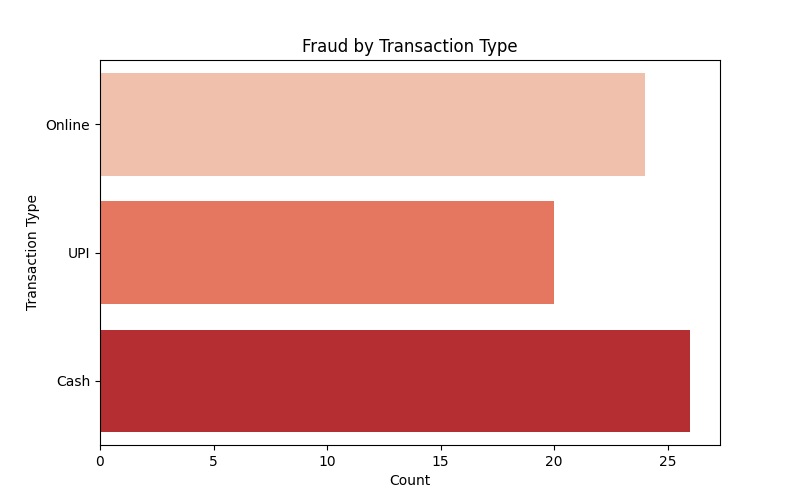 Fraud by Transaction Type
Transaction Type
Online
UPI
Cash
0 5 10 15 20 25
Count